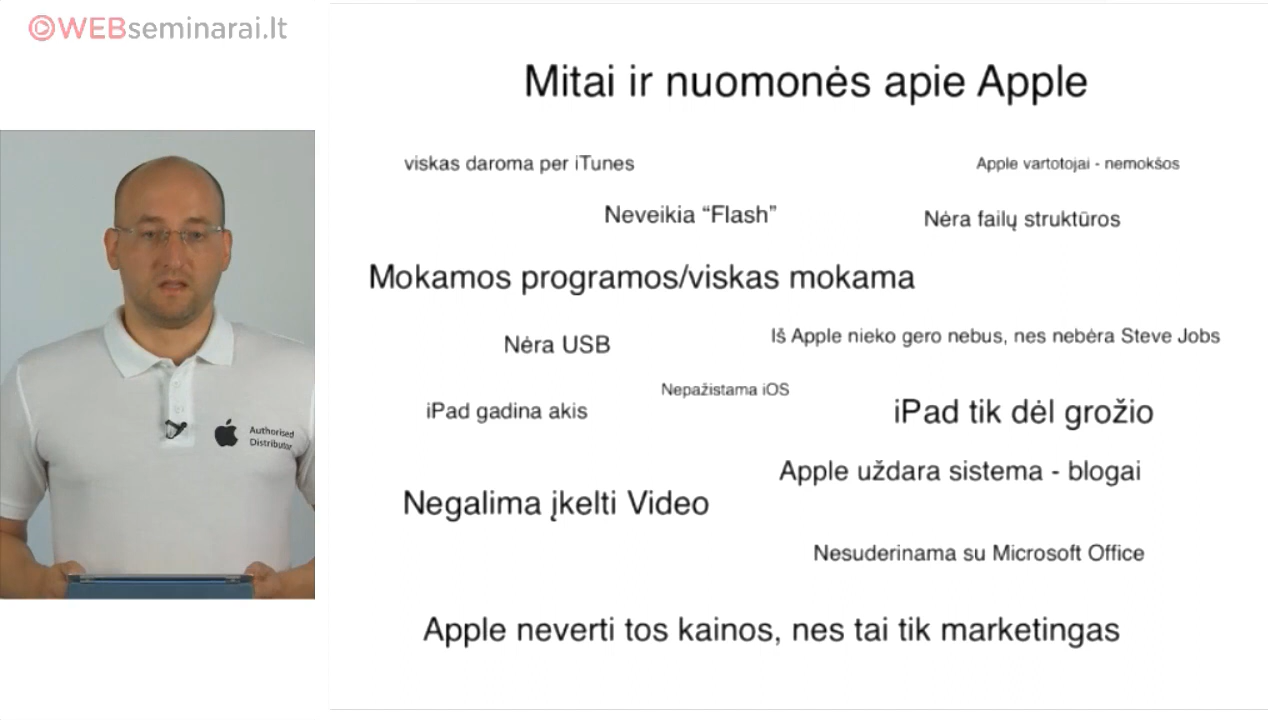 ©WEBseminarai.lt
Mitai ir nuomonės apie Apple
viskas daroma per iTunes
Apple vartotojai - nemokšos
Neveikia “Flash”
Nėra failų struktūros
Mokamos programos/viskas mokama
Nėra USB
Iš Apple nieko gero nebus, nes nebėra Steve Jobs
Nepažistama iOS
iPad gadina akis
iPad tik dėl grožio
Apple uždara sistema - blogai
Negalima įkelti Video
Nesuderinama su Microsoft Office
Apple neverti tos kainos, nes tai tik marketingas
Authorised
Distributor